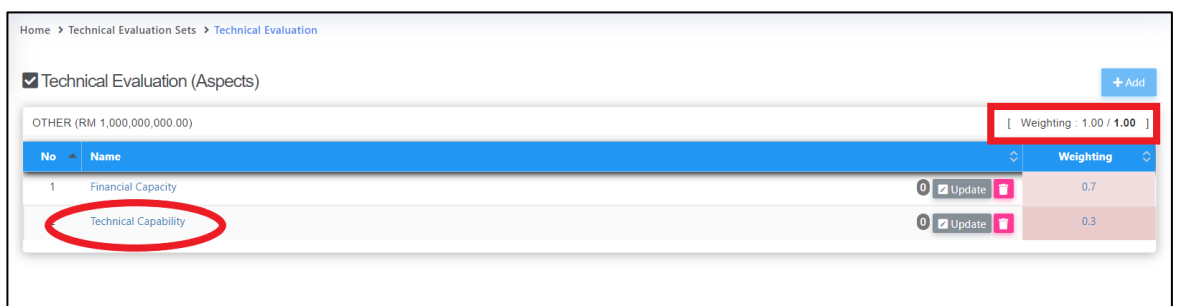 Home > Technical Evaluation Sets > Technical Evaluation
Technical Evaluation (Aspects)
+ Add
OTHER (RM 1,000,000,000.00) [ Weighting : 1.00 / 1.00 ]
No Name Weighting
1 Financial Capacity 0 Update 0.7
Technical Capability 0 Update 0.3